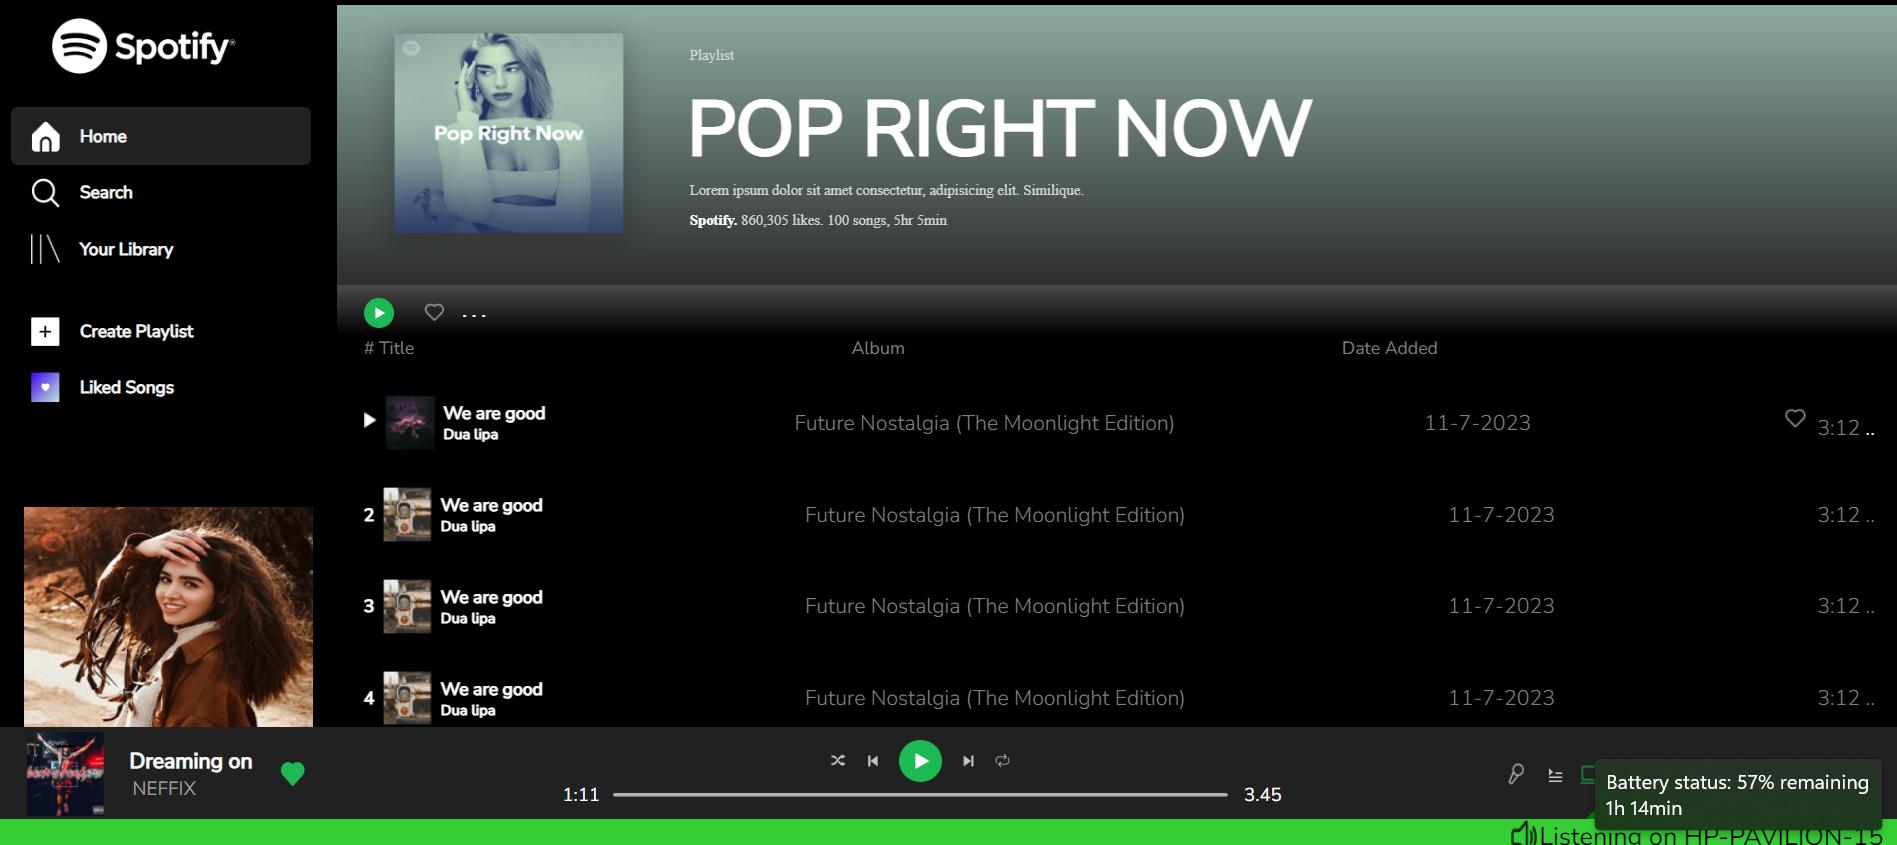 Spotify®
Home
Search
Your Library
Create Playlist
Liked Songs
Pop Right Now
Playlist
POP RIGHT NOW
Lorem ipsum dolor sit amet consectetur, adipisicing elit. Similique.
Spotify. 860,305 likes. 100 songs, 5hr 5min
...
# Title Album Date Added
We are good
Dua lipa
Future Nostalgia (The Moonlight Edition) 11-7-2023 3:12 ..
2 We are good
Dua lipa
Future Nostalgia (The Moonlight Edition) 11-7-2023 3:12 ..
3 We are good
Dua lipa
Future Nostalgia (The Moonlight Edition) 11-7-2023 3:12 ..
4 We are good
Dua lipa
Future Nostalgia (The Moonlight Edition) 11-7-2023 3:12 ..
Dreaming on
NEFFIX
1:11 3.45
Battery status: 57% remaining
1h 14min
Listening on HP-PAVILION-15